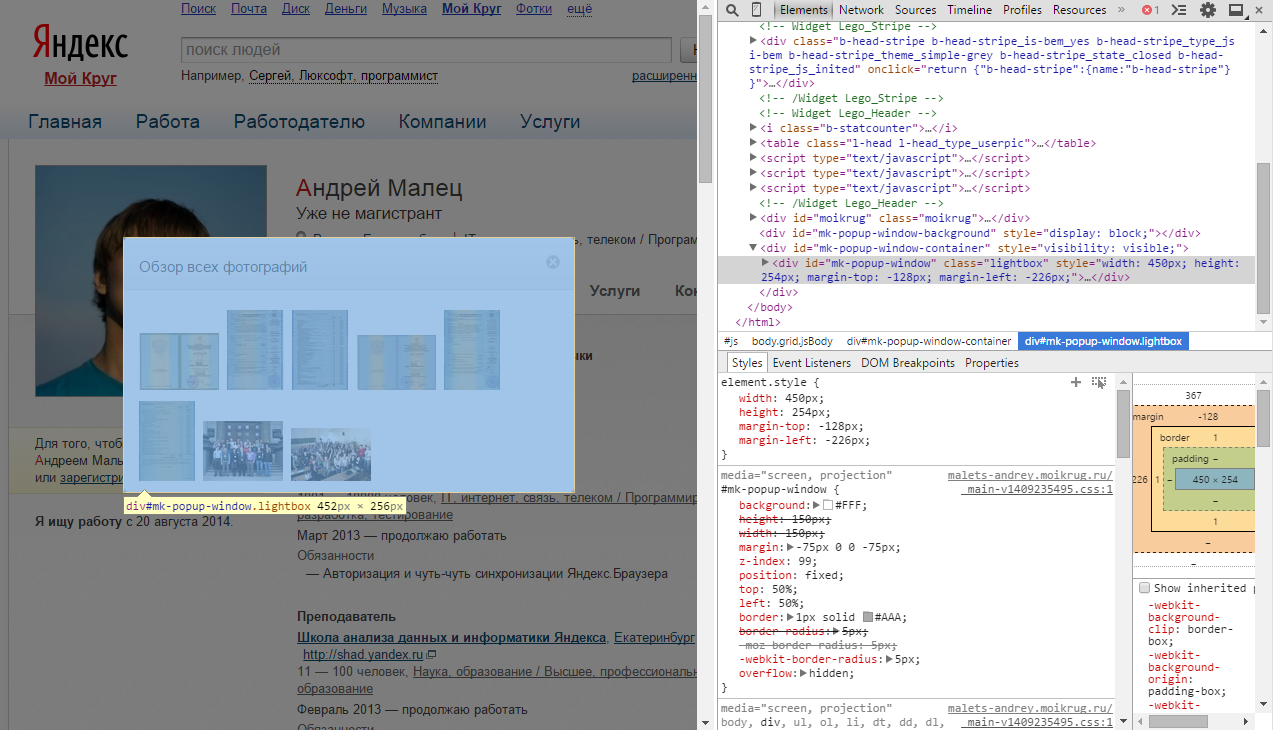 Поиск Почта Диск Деньги Музыка Мой Круг Фотки ещё
Яндекс
поиск людей
Мой Круг
Например, Сергей, Люксофт, программист
расширенн
Главная Работа Работодателю Компании Услуги
Андрей Малец
Уже не магистрант
телеком / Програм
Обзор всех фотографий
Услуги Кон
Для того, чтоб
Андреем Маль
или зарегистри
div#mk-popup-window.lightbox 452px × 256px
человек, IT, интернет, связь, телеком / Программир
разработка, тестирование
Я ищу работу с 20 августа 2014.
Март 2013 — продолжаю работать
Обязанности
— Авторизация и чуть-чуть синхронизации Яндекс.Браузера
Преподаватель
Школа анализа данных и информатики Яндекса, Екатеринбург
http://shad.yandex.ru
11 — 100 человек, Наука, образование / Высшее, профессиональн
образование
Февраль 2013 — продолжаю работать
Обязанности
Elements Network Sources Timeline Profiles Resources » 1
<!-- Widget Lego_Stripe -->
<div class="b-head-stripe b-head-stripe_is-bem_yes b-head-stripe_type_js
i-bem b-head-stripe_theme_simple-grey b-head-stripe_state_closed b-head-
stripe_js_inited" onclick="return {"b-head-stripe":{name:"b-head-stripe"}
}">…</div>
<!-- /Widget Lego_Stripe -->
<!-- Widget Lego_Header -->
<i class="b-statcounter">…</i>
<table class="l-head l-head_type_userpic">…</table>
<script type="text/javascript">…</script>
<script type="text/javascript">…</script>
<script type="text/javascript">…</script>
<!-- /Widget Lego_Header -->
<div id="moikrug" class="moikrug">…</div>
<div id="mk-popup-window-background" style="display: block;"></div>
<div id="mk-popup-window-container" style="visibility: visible;">
<div id="mk-popup-window" class="lightbox" style="width: 450px; height:
254px; margin-top: -128px; margin-left: -226px;">…</div>
</div>
</body>
</html>
#js body.grid.jsBody div#mk-popup-window-container div#mk-popup-window.lightbox
Styles Event Listeners DOM Breakpoints Properties
element.style {
width: 450px;
height: 254px;
margin-top: -128px;
margin-left: -226px;
}
media="screen, projection" malets-andrey.moikrug.ru/
#mk-popup-window { _main-v1409235495.css:1
background: #FFF;
height: 150px;
width: 150px;
margin: -75px 0 0 -75px;
z-index: 99;
position: fixed;
top: 50%;
left: 50%;
border: 1px solid #AAA;
border-radius: 5px;
-moz-border-radius: 5px;
-webkit-border-radius: 5px;
overflow: hidden;
}
media="screen, projection" malets-andrey.moikrug.ru/
body, div, ul, ol, li, dt, dd, dl, _main-v1409235495.css:1
367
margin -128
border 1
padding –
226 1 – 450 × 254
–
1
–
–
Show inherited
-webkit-
background-
clip: border-
box;
-webkit-
background-
origin:
padding-box;
-webkit-